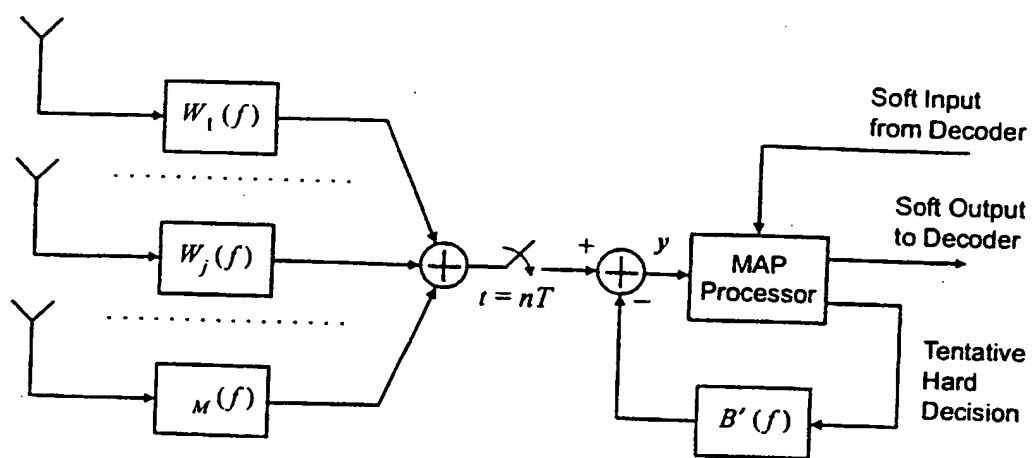 W₁(f)
Soft Input
from Decoder
Soft Output
to Decoder
Wⱼ(f)
+
y
MAP
Processor
t = nT
−
Tentative
Hard
Decision
M(f)
B′(f)